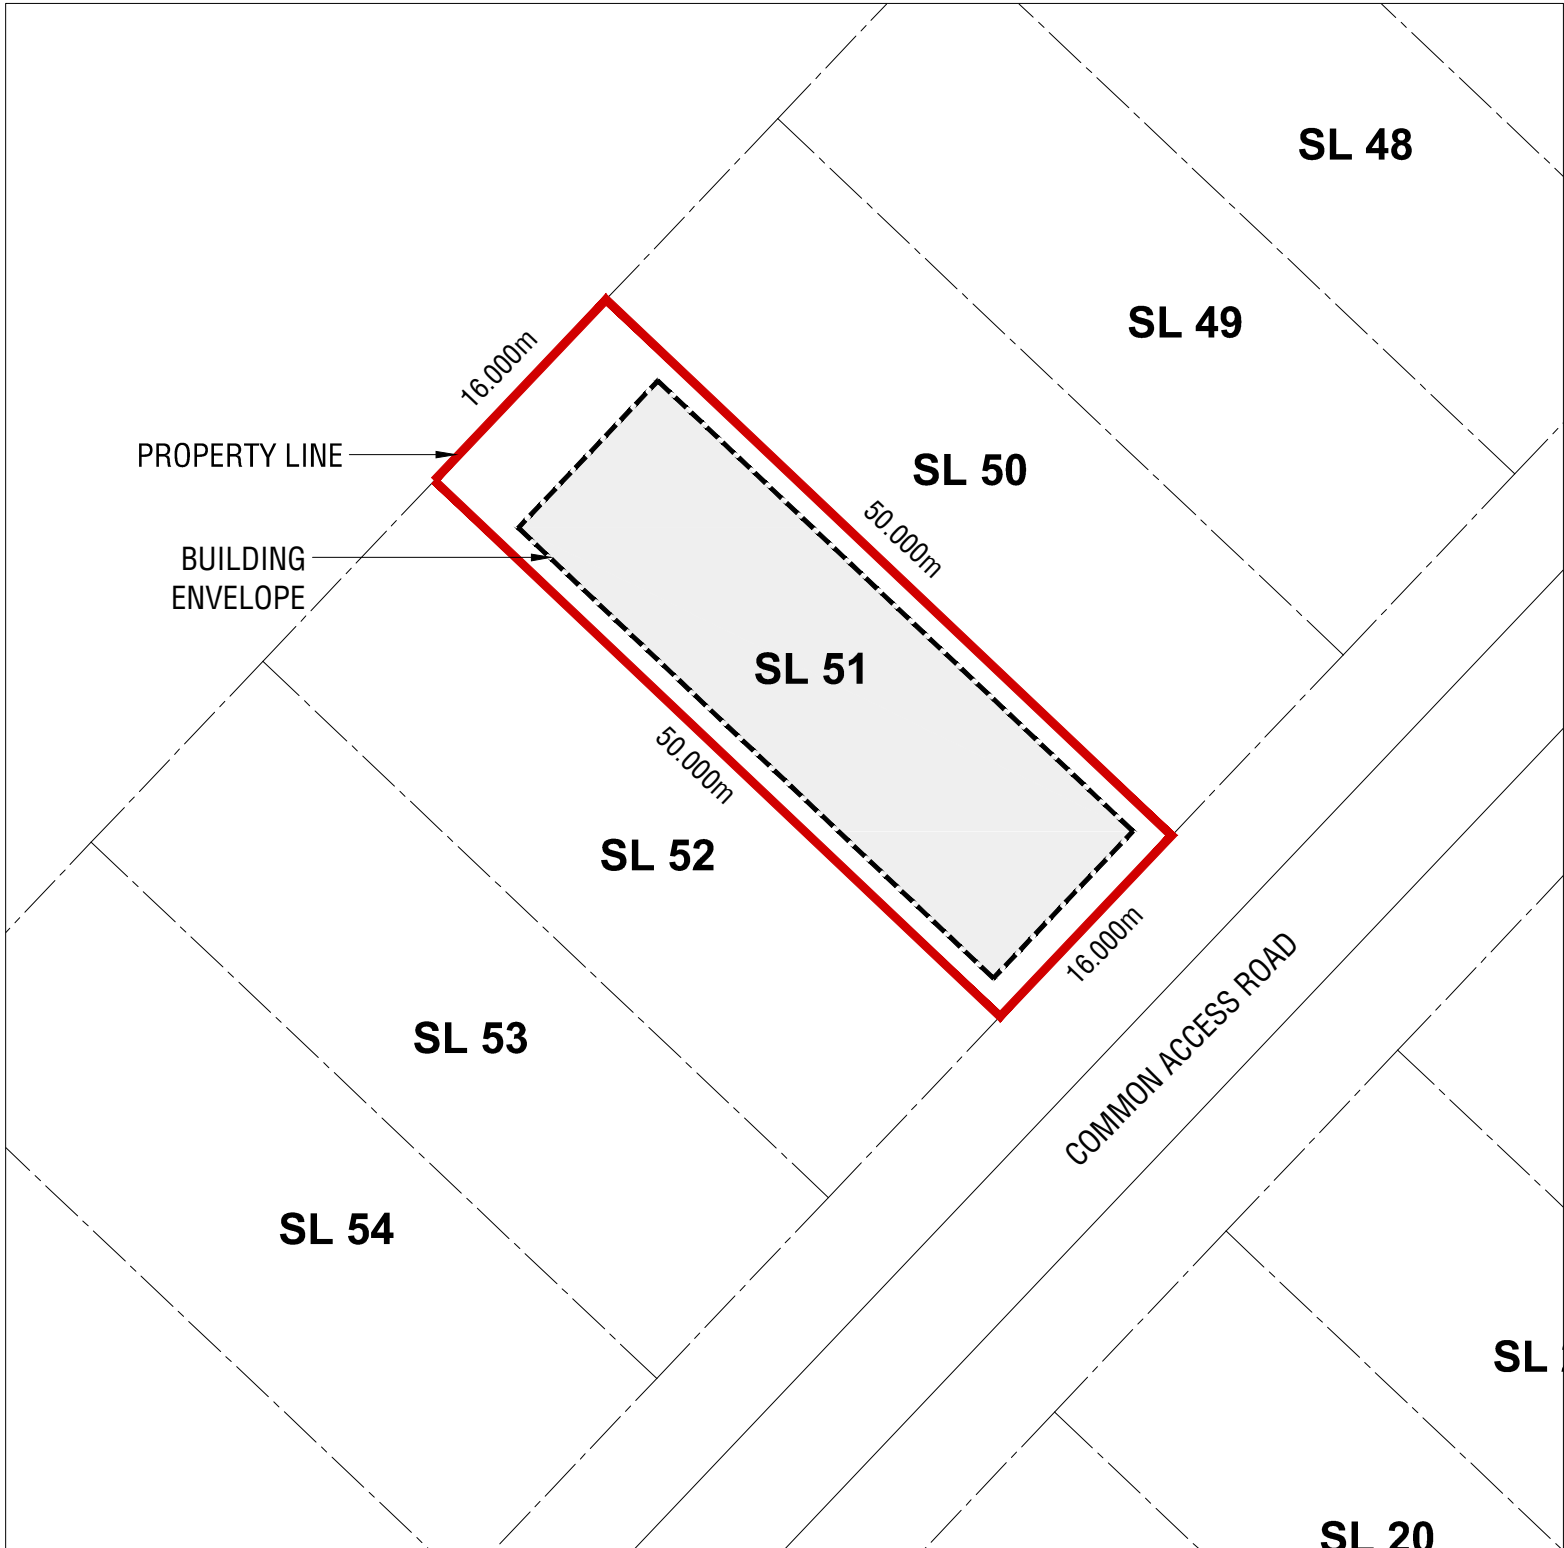 SL 48
SL 49
16.000m
PROPERTY LINE
SL 50
50.000m
BUILDING
ENVELOPE
SL 51
50.000m
SL 52
16.000m
COMMON ACCESS ROAD
SL 53
SL 54
SL
SL 20